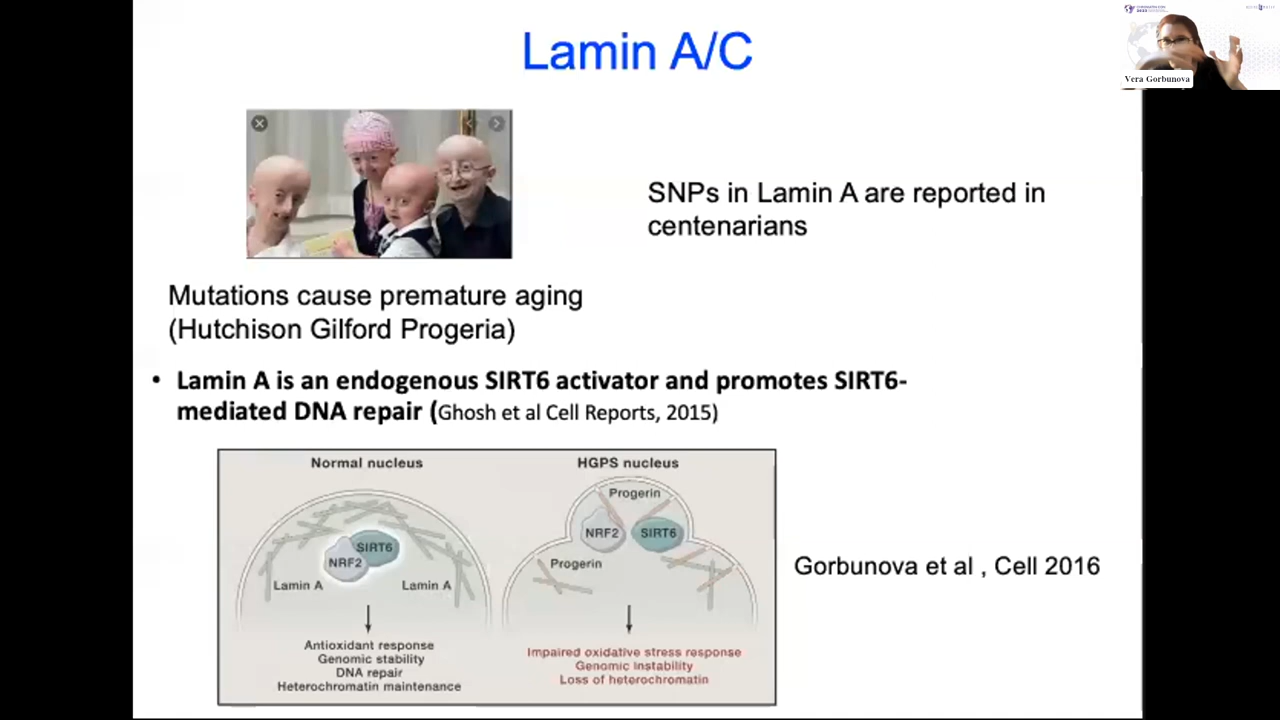 Lamin A/C
Vera Gorbunova
SNPs in Lamin A are reported in
centenarians
Mutations cause premature aging
(Hutchison Gilford Progeria)
• Lamin A is an endogenous SIRT6 activator and promotes SIRT6-
mediated DNA repair (Ghosh et al Cell Reports, 2015)
Normal nucleus
SIRT6
NRF2
Lamin A
Lamin A
Antioxidant response
Genomic stability
DNA repair
Heterochromatin maintenance
HGPS nucleus
Progerin
NRF2
SIRT6
Progerin
Impaired oxidative stress response
Genomic instability
Loss of heterochromatin
Gorbunova et al , Cell 2016